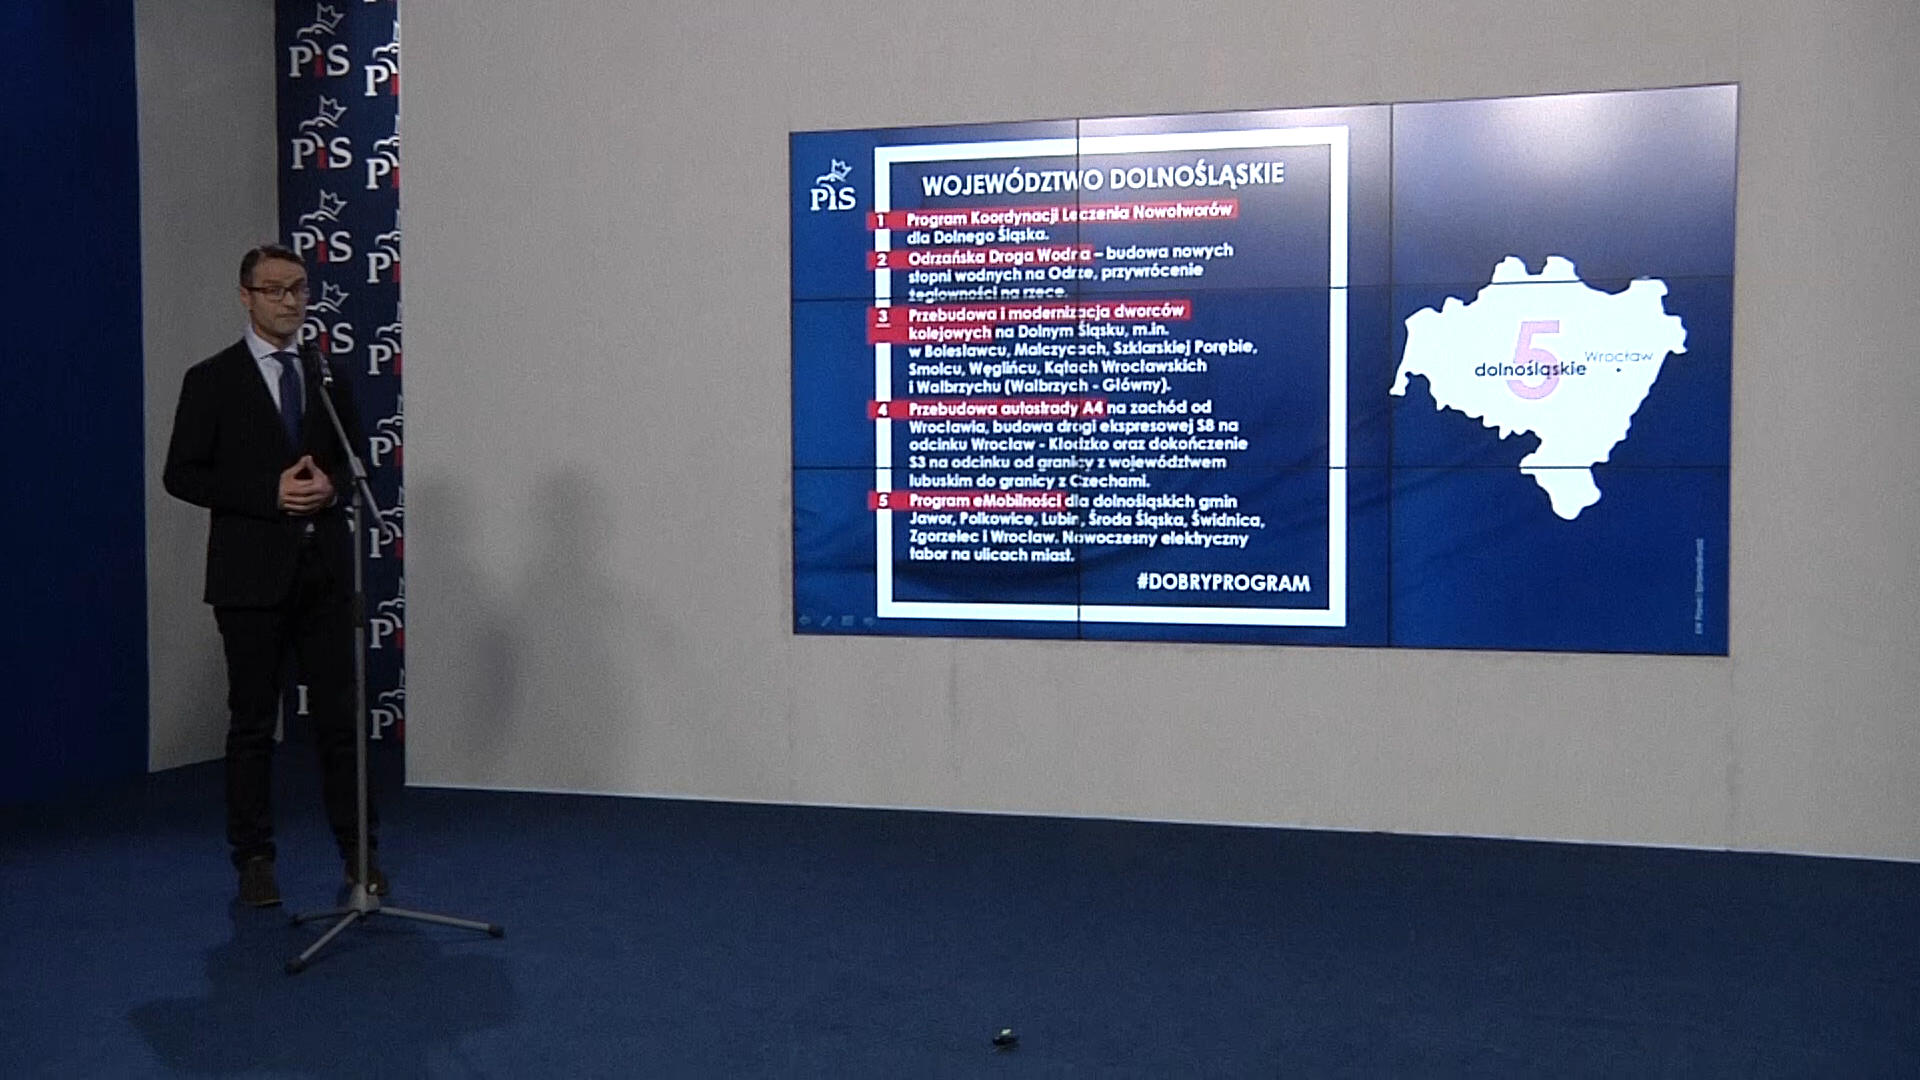 PiS
PiS
PiS
PiS
PiS
WOJEWÓDZTWO DOLNOŚLĄSKIE
1 Program Koordynacji Leczenia Nowotworów
dla Dolnego Śląska.
2 Odrzańska Droga Wodna – budowa nowych
stopni wodnych na Odrze, przywrócenie
żeglowności na rzece.
3 Przebudowa i modernizacja dworców
kolejowych na Dolnym Śląsku, m.in.
w Bolesławcu, Malczycach, Szklarskiej Porębie,
Smolcu, Węglińcu, Kątach Wrocławskich
i Wałbrzychu (Wałbrzych - Główny).
4 Przebudowa autostrady A4 na zachód od
Wrocławia, budowa drogi ekspresowej S8 na
odcinku Wrocław - Kłodzko oraz dokończenie
S3 na odcinku od granicy z województwem
lubuskim do granicy z Czechami.
5 Program eMobilności dla dolnośląskich gmin
Jawor, Polkowice, Lubin, Środa Śląska, Świdnica,
Zgorzelec i Wrocław. Nowoczesny elektryczny
tabor na ulicach miast.
#DOBRYPROGRAM
5
dolnośląskie
Wrocław